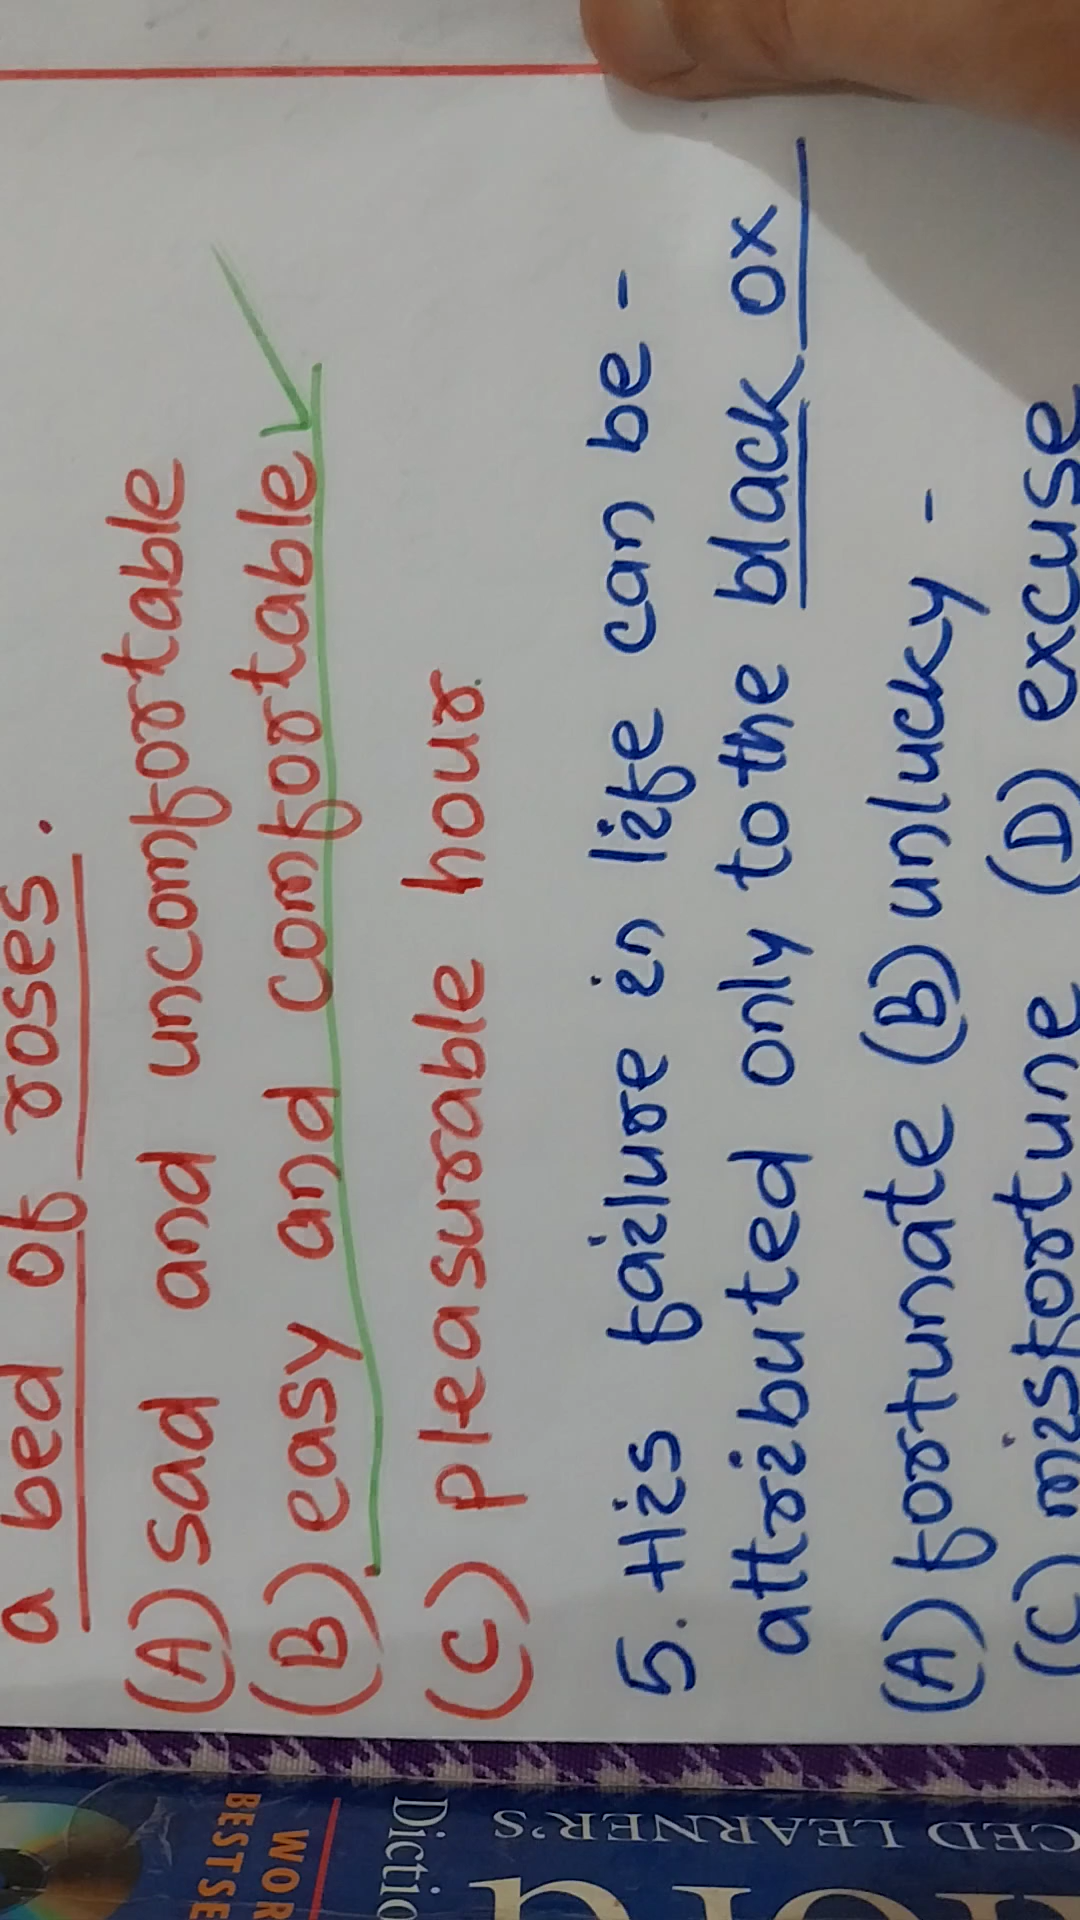 a bed of roses.
(A) sad and uncomfortable
(B) easy and comfortable
(C) pleasurable hour
5. His failure in life can be -
attributed only to the black ox
(A) fortunate (B) unlucky -
(C) misfortune (D) excuse
WOR
BESTSE
Dictio
CED LEARNER'S